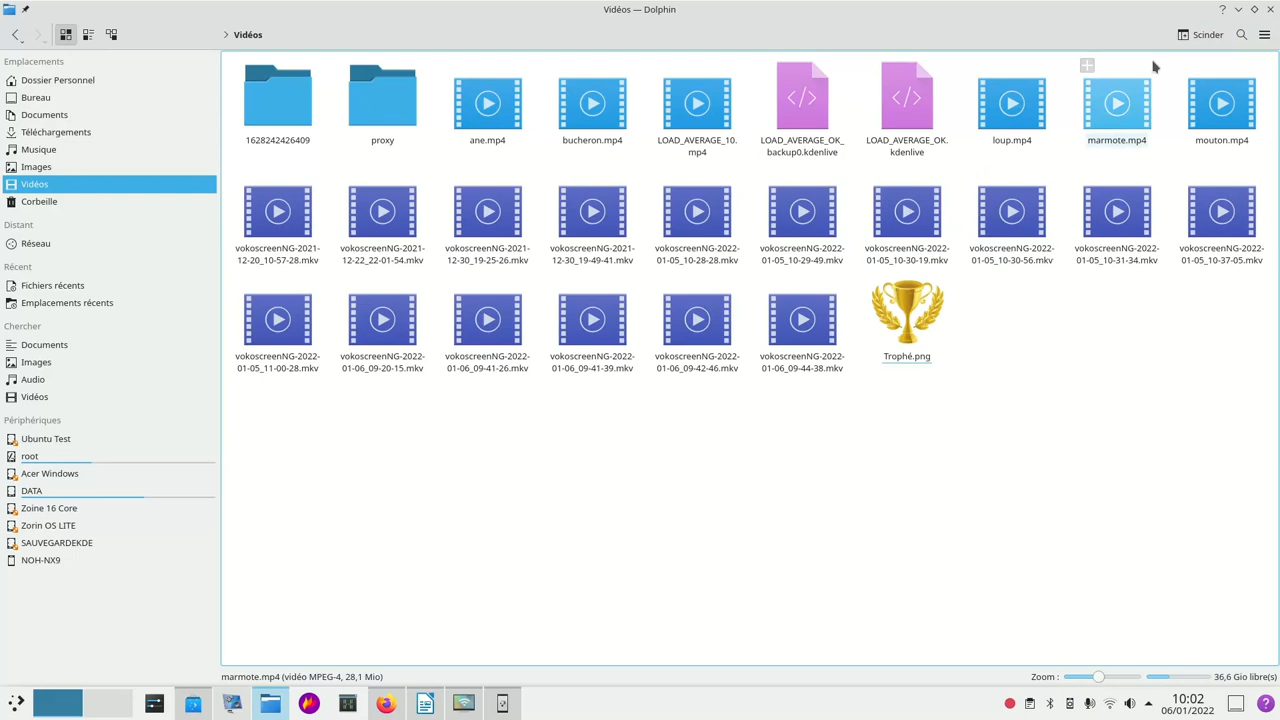 Vidéos — Dolphin
Vidéos
Scinder
Emplacements
Dossier Personnel
Bureau
Documents
Téléchargements
Musique
Images
Vidéos
Corbeille
Distant
Réseau
Récent
Fichiers récents
Emplacements récents
Chercher
Documents
Images
Audio
Vidéos
Périphériques
Ubuntu Test
root
Acer Windows
DATA
Zoine 16 Core
Zorin OS LITE
SAUVEGARDEKDE
NOH-NX9
1628242426409
proxy
ane.mp4
bucheron.mp4
LOAD_AVERAGE_10.
mp4
LOAD_AVERAGE_OK_
backup0.kdenlive
LOAD_AVERAGE_OK.
kdenlive
loup.mp4
marmote.mp4
mouton.mp4
vokoscreenNG-2021-
12-20_10-57-28.mkv
vokoscreenNG-2021-
12-22_22-01-54.mkv
vokoscreenNG-2021-
12-30_19-25-26.mkv
vokoscreenNG-2021-
12-30_19-49-41.mkv
vokoscreenNG-2022-
01-05_10-28-28.mkv
vokoscreenNG-2022-
01-05_10-29-49.mkv
vokoscreenNG-2022-
01-05_10-30-19.mkv
vokoscreenNG-2022-
01-05_10-30-56.mkv
vokoscreenNG-2022-
01-05_10-31-34.mkv
vokoscreenNG-2022-
01-05_10-37-05.mkv
vokoscreenNG-2022-
01-05_11-00-28.mkv
vokoscreenNG-2022-
01-06_09-20-15.mkv
vokoscreenNG-2022-
01-06_09-41-26.mkv
vokoscreenNG-2022-
01-06_09-41-39.mkv
vokoscreenNG-2022-
01-06_09-42-46.mkv
vokoscreenNG-2022-
01-06_09-44-38.mkv
Trophé.png
marmote.mp4 (vidéo MPEG-4, 28,1 Mio)
Zoom :
36,6 Gio libre(s)
10:02
06/01/2022